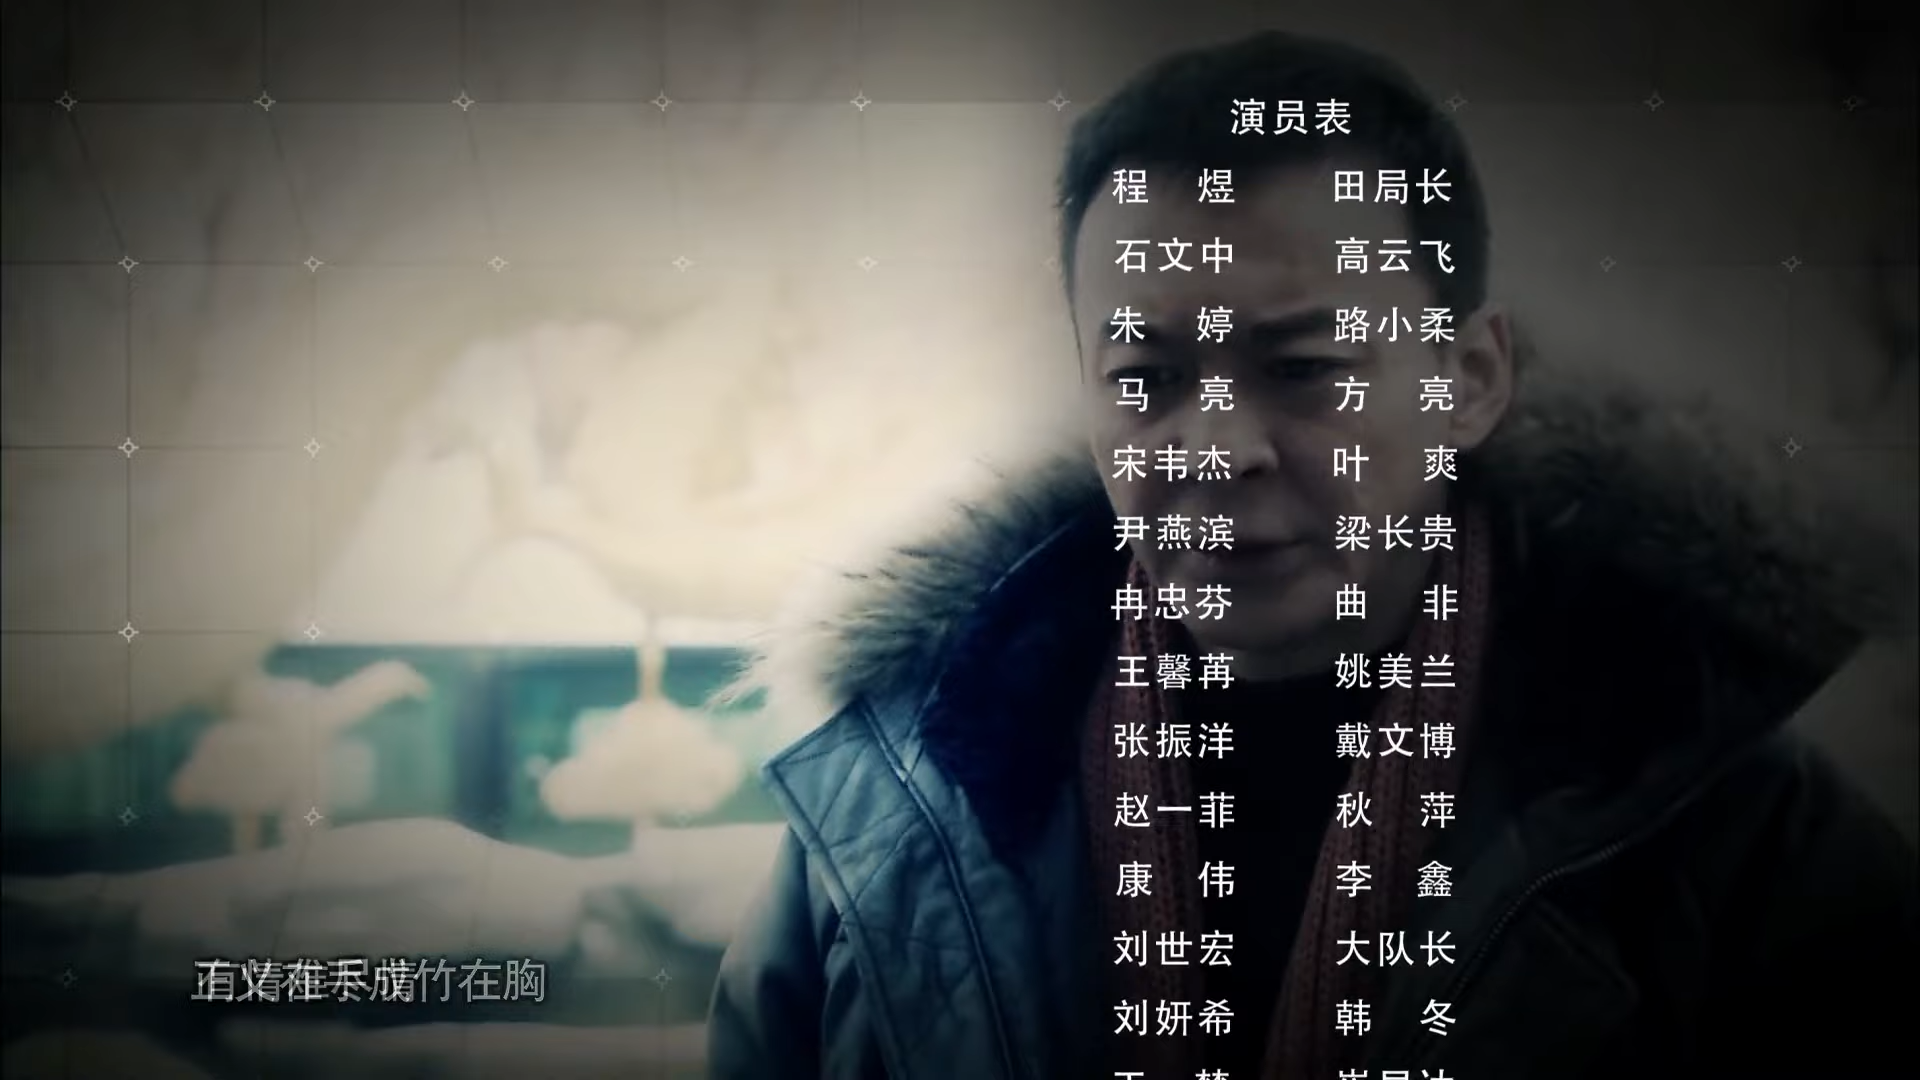 演员表
程 煜 田局长
石文中 高云飞
朱 婷 路小柔
马 亮 方 亮
宋韦杰 叶 爽
尹燕滨 梁长贵
冉忠芬 曲 非
王馨苒 姚美兰
张振洋 戴文博
赵一菲 秋 萍
康 伟 李 鑫
刘世宏 大队长
刘妍希 韩 冬
竹在胸